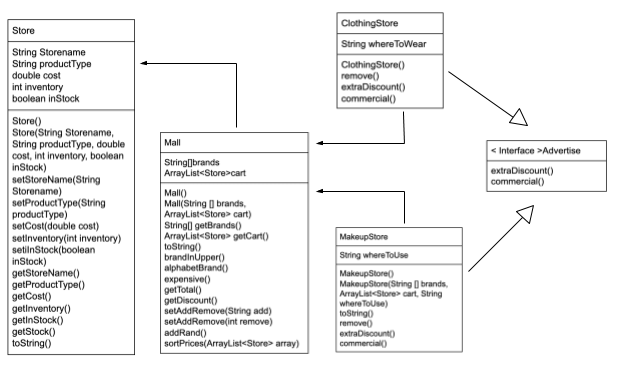 Store
String Storename
String productType
double cost
int inventory
boolean inStock
Store()
Store(String Storename,
String productType, double
cost, int inventory, boolean
inStock)
setStoreName(String
Storename)
setProductType(String
productType)
setCost(double cost)
setInventory(int inventory)
setiInStock(boolean
inStock)
getStoreName()
getProductType()
getCost()
getInventory()
getInStock()
getStock()
toString()
Mall
String[]brands
ArrayList<Store>cart
Mall()
Mall(String [] brands,
ArrayList<Store> cart)
String[] getBrands()
ArrayList<Store> getCart()
toString()
brandInUpper()
alphabetBrand()
expensive()
getTotal()
getDiscount()
setAddRemove(String add)
setAddRemove(int remove)
addRand()
sortPrices(ArrayList<Store> array)
ClothingStore
String whereToWear
ClothingStore()
remove()
extraDiscount()
commercial()
MakeupStore
String whereToUse
MakeupStore()
MakeupStore(String [] brands,
ArrayList<Store> cart, String
whereToUse)
toString()
remove()
extraDiscount()
commercial()
< Interface >Advertise
extraDiscount()
commercial()